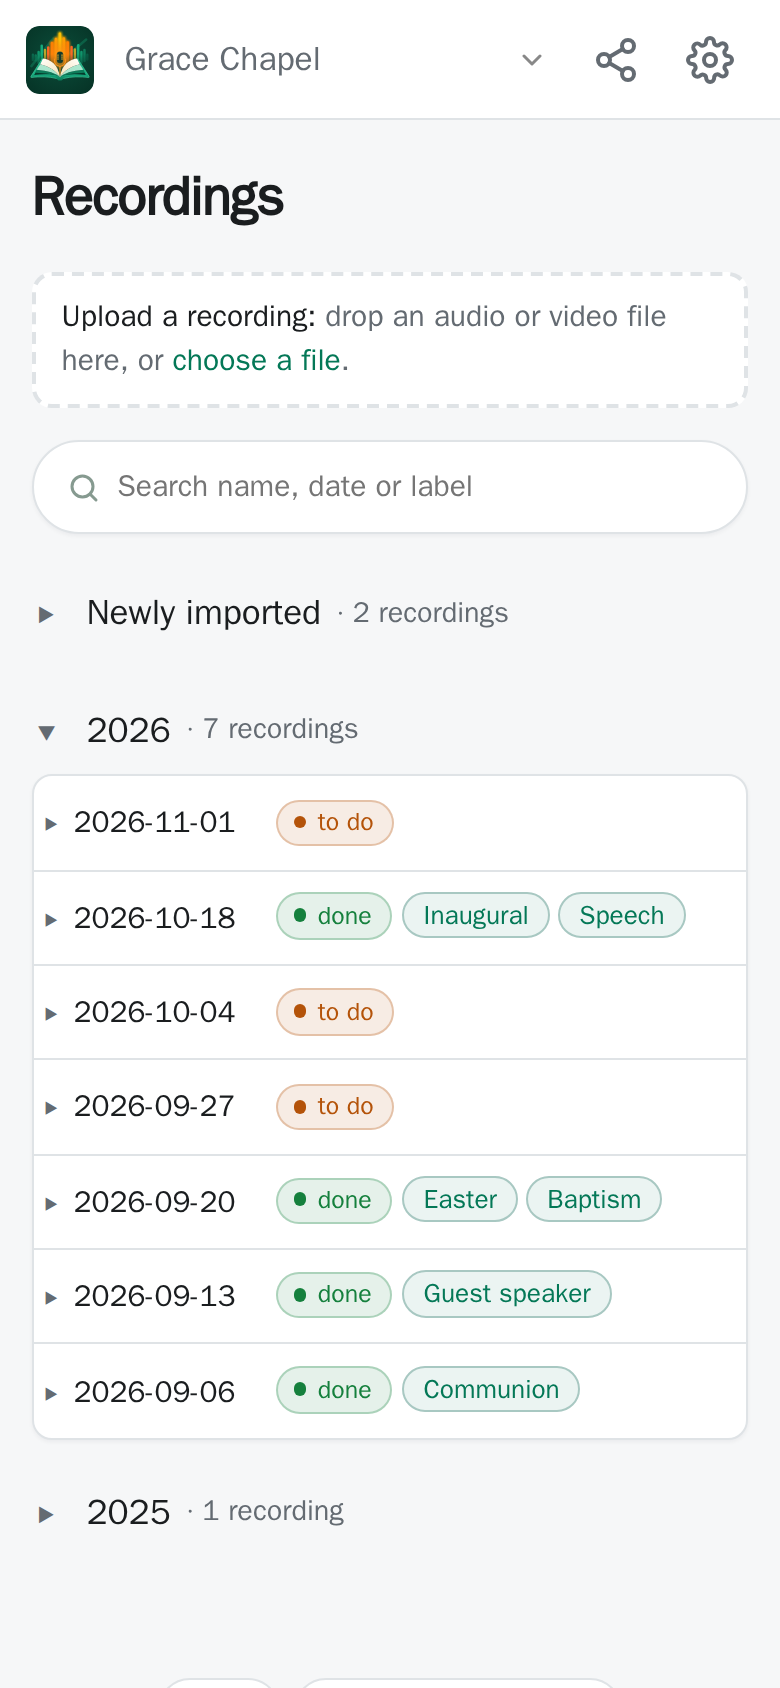 Grace Chapel
Recordings
Upload a recording: drop an audio or video file
here, or choose a file.
Search name, date or label
Newly imported · 2 recordings
2026 · 7 recordings
2026-11-01 to do
2026-10-18 done Inaugural Speech
2026-10-04 to do
2026-09-27 to do
2026-09-20 done Easter Baptism
2026-09-13 done Guest speaker
2026-09-06 done Communion
2025 · 1 recording